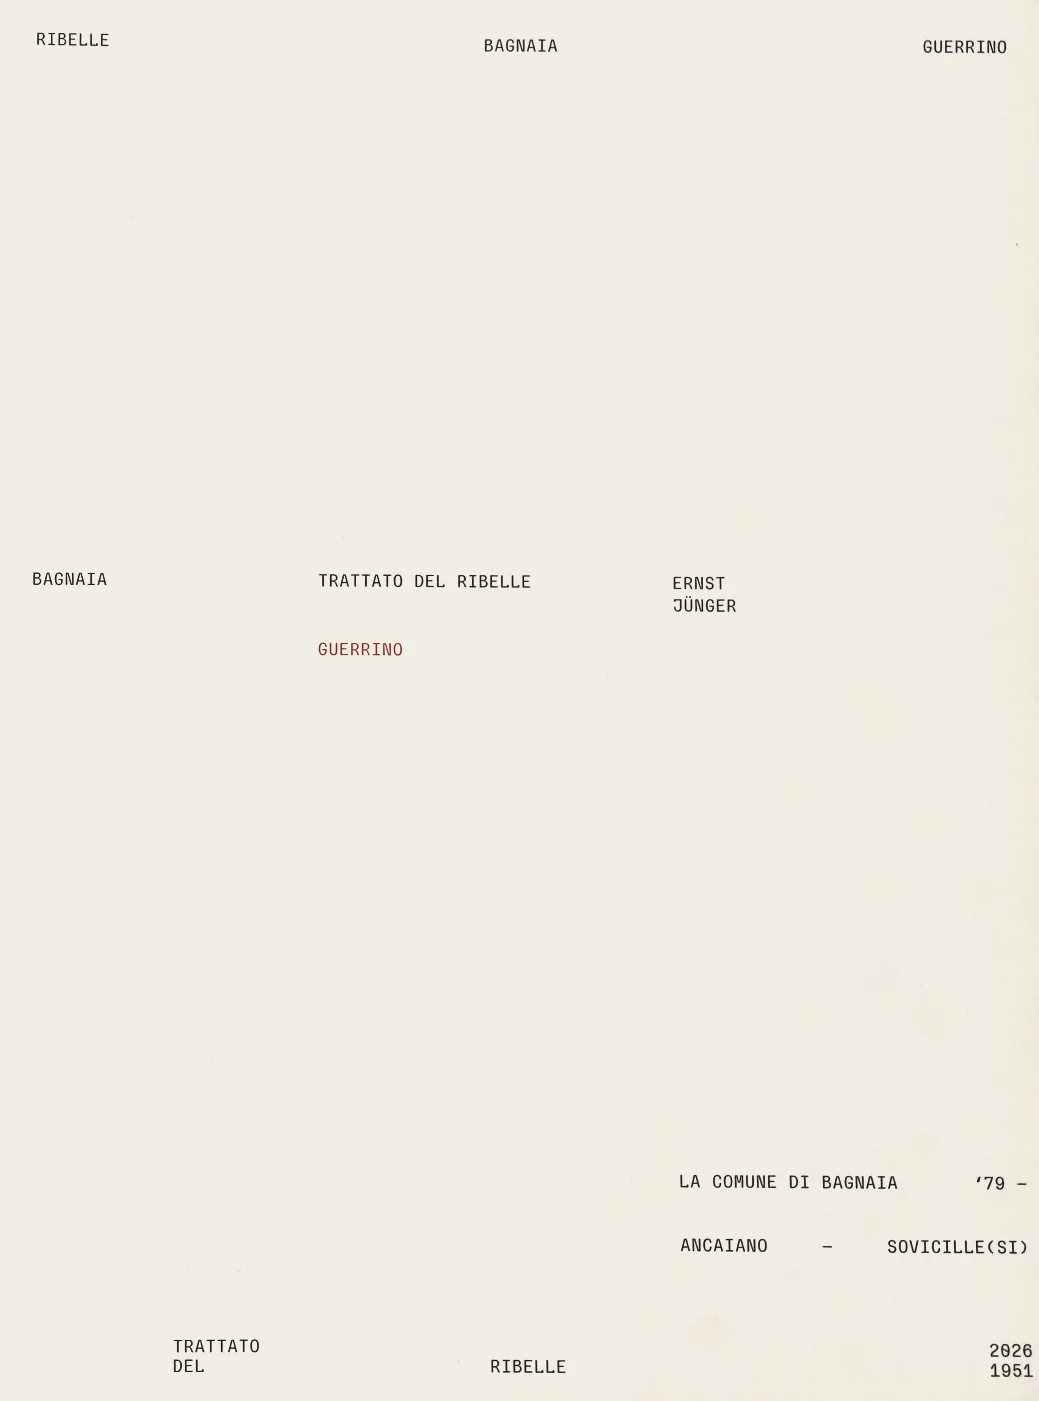 RIBELLE BAGNAIA GUERRINO
BAGNAIA TRATTATO DEL RIBELLE ERNST
JÜNGER
GUERRINO
LA COMUNE DI BAGNAIA ‘79 –
ANCAIANO – SOVICILLE(SI)
TRATTATO 2026
DEL RIBELLE 1951